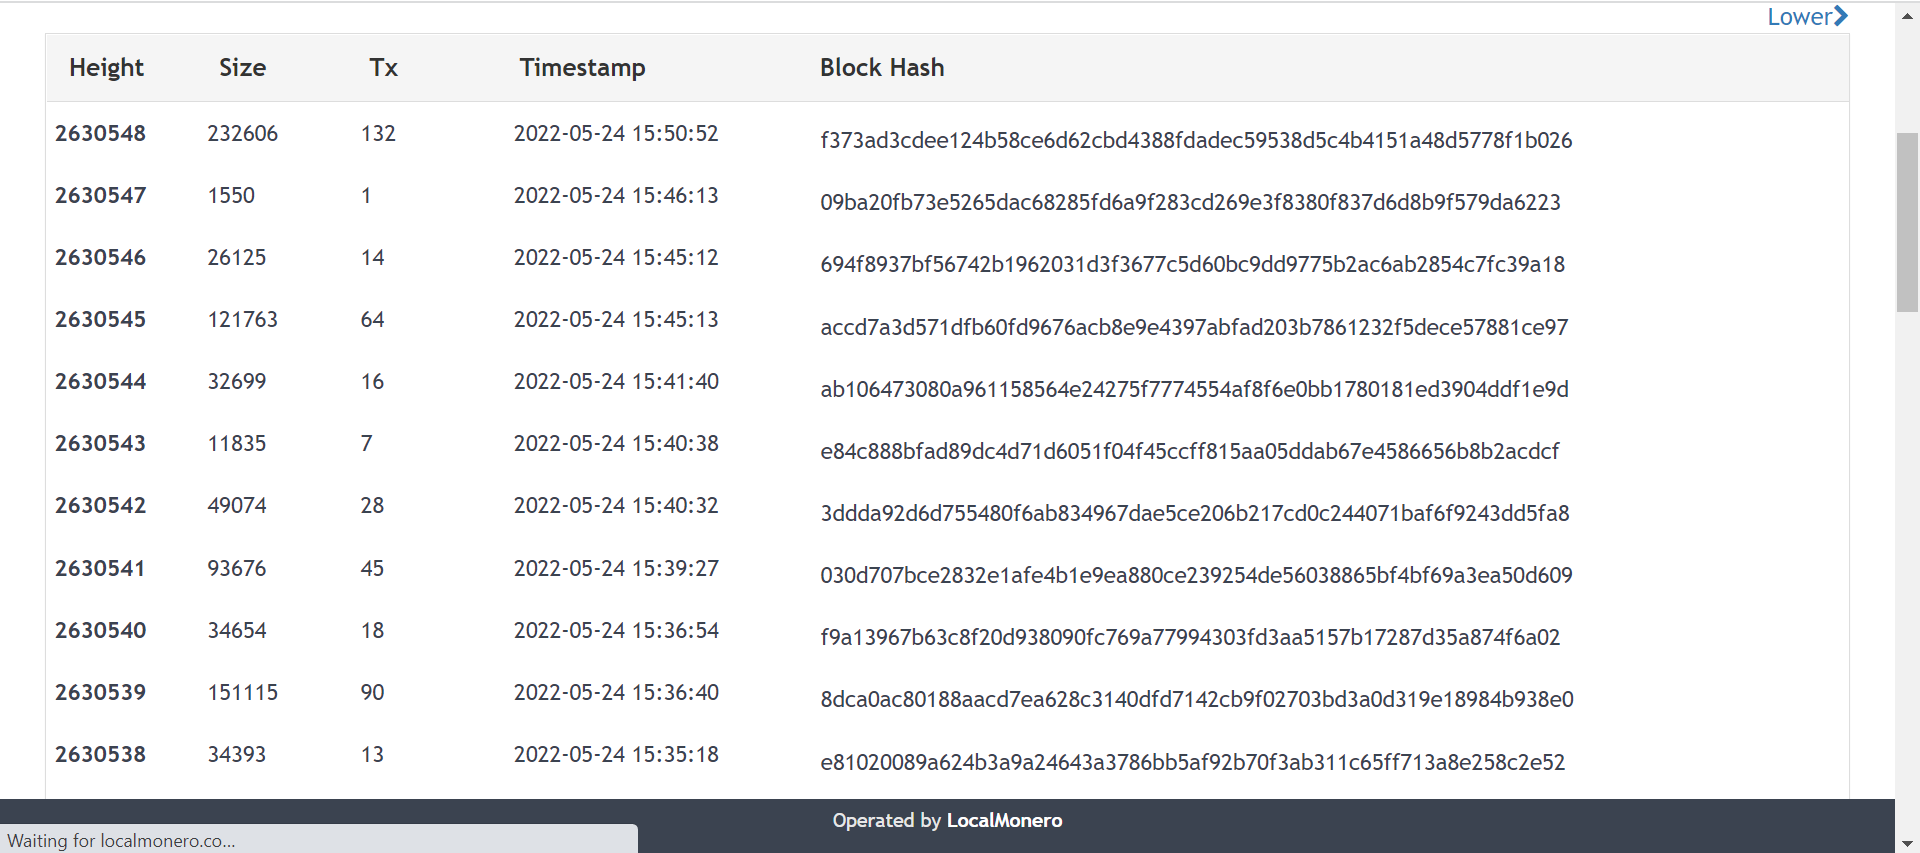 Lower
Height Size Tx Timestamp Block Hash
2630548 232606 132 2022-05-24 15:50:52 f373ad3cdee124b58ce6d62cbd4388fdadec59538d5c4b4151a48d5778f1b026
2630547 1550 1 2022-05-24 15:46:13 09ba20fb73e5265dac68285fd6a9f283cd269e3f8380f837d6d8b9f579da6223
2630546 26125 14 2022-05-24 15:45:12 694f8937bf56742b1962031d3f3677c5d60bc9dd9775b2ac6ab2854c7fc39a18
2630545 121763 64 2022-05-24 15:45:13 accd7a3d571dfb60fd9676acb8e9e4397abfad203b7861232f5dece57881ce97
2630544 32699 16 2022-05-24 15:41:40 ab106473080a961158564e24275f7774554af8f6e0bb1780181ed3904ddf1e9d
2630543 11835 7 2022-05-24 15:40:38 e84c888bfad89dc4d71d6051f04f45ccff815aa05ddab67e4586656b8b2acdcf
2630542 49074 28 2022-05-24 15:40:32 3ddda92d6d755480f6ab834967dae5ce206b217cd0c244071baf6f9243dd5fa8
2630541 93676 45 2022-05-24 15:39:27 030d707bce2832e1afe4b1e9ea880ce239254de56038865bf4bf69a3ea50d609
2630540 34654 18 2022-05-24 15:36:54 f9a13967b63c8f20d938090fc769a77994303fd3aa5157b17287d35a874f6a02
2630539 151115 90 2022-05-24 15:36:40 8dca0ac80188aacd7ea628c3140dfd7142cb9f02703bd3a0d319e18984b938e0
2630538 34393 13 2022-05-24 15:35:18 e81020089a624b3a9a24643a3786bb5af92b70f3ab311c65ff713a8e258c2e52
Operated by LocalMonero
Waiting for localmonero.co...